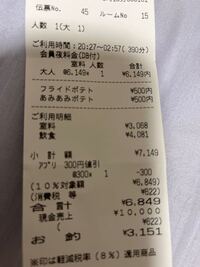 伝票No. 45 ルームNo 15
人数 1(大 1)
ご利用時間:20:27〜02:57( 390分)
会員夜料金(DB付)
室料 人数 合計
大人 ¥6,149× 1 ¥6,149円
フライドポテト ¥500円
あみあみポテト ¥500円
ご利用明細
室料 ¥3,068
飲食 ¥4,081
小 計 額 ¥7,149
アプリ 300円値引
@300× 1 -300
(10%対象額 ¥6,849)
(消費税 等 ¥622)
合 計 ¥6,849
現金売上 ¥10,000
( ¥622)
お 釣 ¥3,151
※印は軽減税率(8%)適用商品